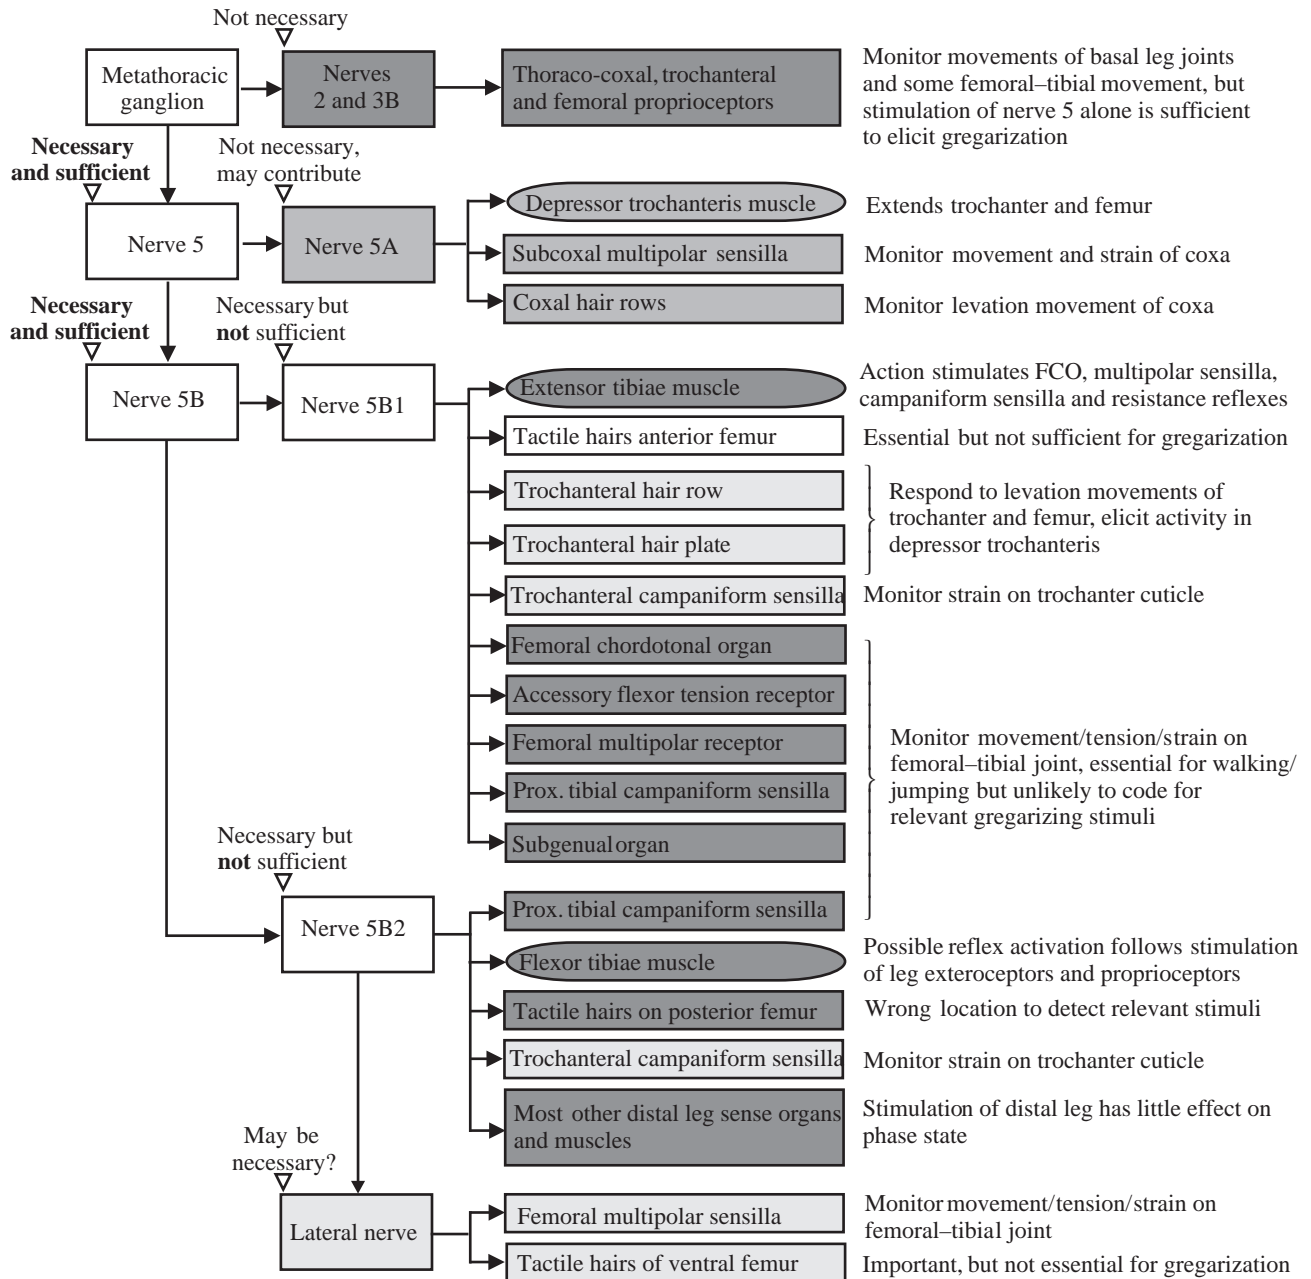 Not necessary
Metathoracic
ganglion
Nerves
2 and 3B
Thoraco-coxal, trochanteral
and femoral proprioceptors
Monitor movements of basal leg joints
and some femoral–tibial movement, but
stimulation of nerve 5 alone is sufficient
to elicit gregarization
Necessary
and sufficient
Not necessary,
may contribute
Nerve 5
Nerve 5A
Depressor trochanteris muscle
Extends trochanter and femur
Subcoxal multipolar sensilla
Monitor movement and strain of coxa
Coxal hair rows
Monitor levation movement of coxa
Necessary
and sufficient
Necessary but
not sufficient
Nerve 5B
Nerve 5B1
Extensor tibiae muscle
Action stimulates FCO, multipolar sensilla,
campaniform sensilla and resistance reflexes
Tactile hairs anterior femur
Essential but not sufficient for gregarization
Trochanteral hair row
Trochanteral hair plate
Respond to levation movements of
trochanter and femur, elicit activity in
depressor trochanteris
Trochanteral campaniform sensilla
Monitor strain on trochanter cuticle
Femoral chordotonal organ
Accessory flexor tension receptor
Femoral multipolar receptor
Prox. tibial campaniform sensilla
Subgenual organ
Monitor movement/tension/strain on
femoral–tibial joint, essential for walking/
jumping but unlikely to code for
relevant gregarizing stimuli
Necessary but
not sufficient
Nerve 5B2
Prox. tibial campaniform sensilla
Flexor tibiae muscle
Possible reflex activation follows stimulation
of leg exteroceptors and proprioceptors
Tactile hairs on posterior femur
Wrong location to detect relevant stimuli
Trochanteral campaniform sensilla
Monitor strain on trochanter cuticle
Most other distal leg sense organs
and muscles
Stimulation of distal leg has little effect on
phase state
May be
necessary?
Lateral nerve
Femoral multipolar sensilla
Monitor movement/tension/strain on
femoral–tibial joint
Tactile hairs of ventral femur
Important, but not essential for gregarization